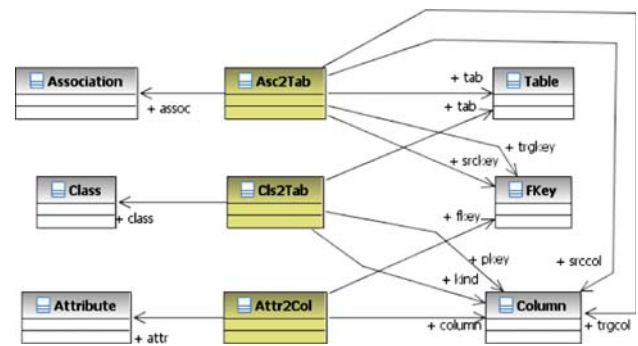 Association
Asc2Tab
Table
+ assoc
+ tab
+ tab
+ trgkey
+ srckey
Class
Cls2Tab
FKey
+ class
+ fkey
+ pkey
+ srccol
+ kind
Attribute
Attr2Col
Column
+ attr
+ column
+ trgcol